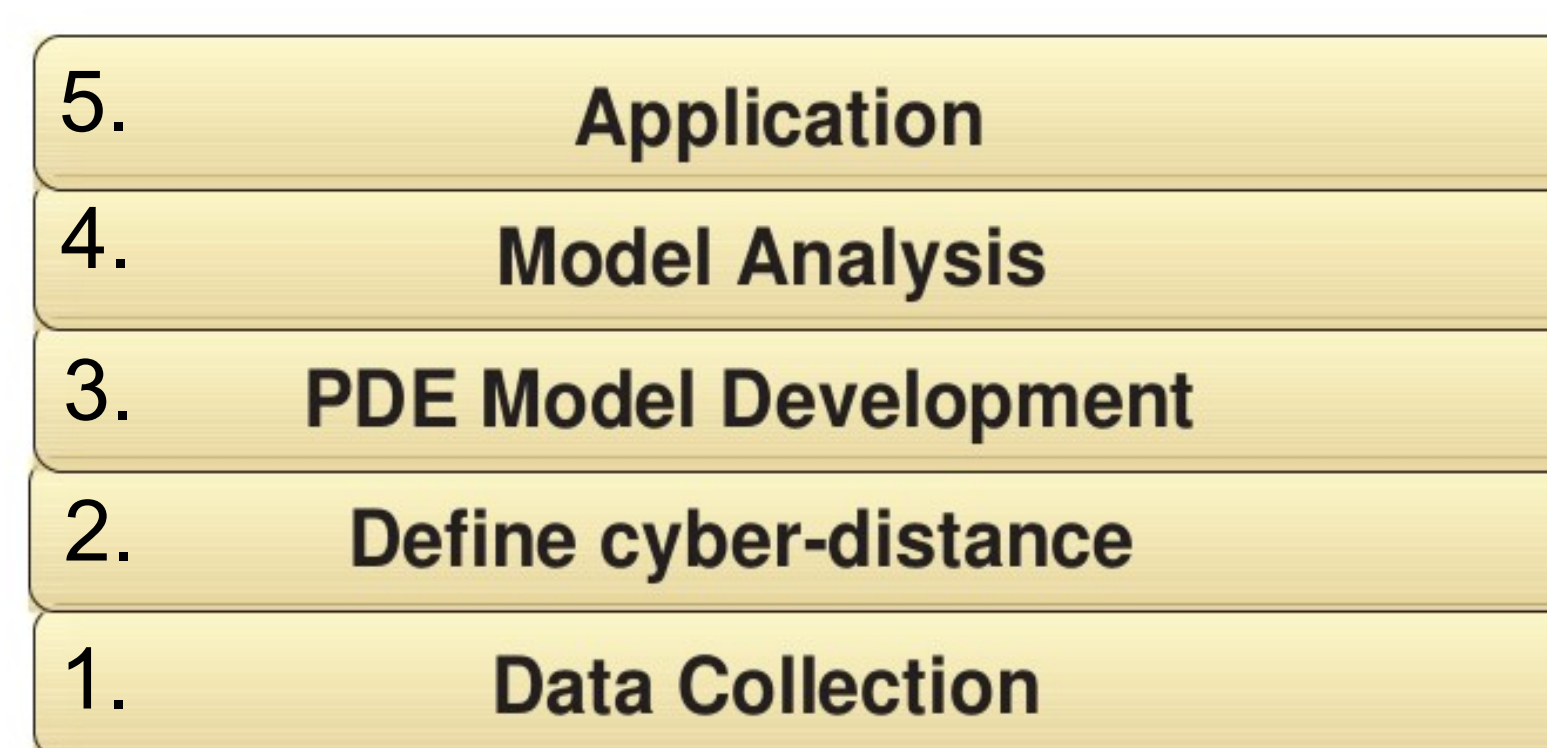 5. Application
4. Model Analysis
3. PDE Model Development
2. Define cyber-distance
1. Data Collection